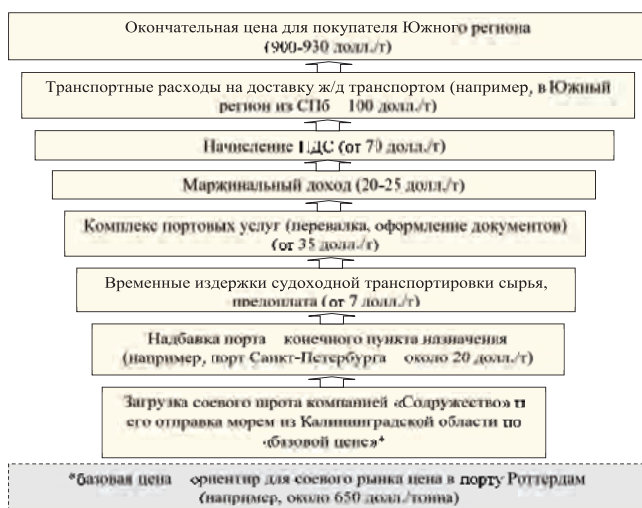 Окончательная цена для покупателя Южного региона
(900-930 долл./т)
Транспортные расходы на доставку ж/д транспортом (например, в Южный
регион из СПб 100 долл./т)
Начисление НДС (от 70 долл./т)
Маржинальный доход (20-25 долл./т)
Комплекс портовых услуг (перевалка, оформление документов)
(от 35 долл./т)
Временные издержки судоходной транспортировки сырья,
предоплата (от 7 долл./т)
Надбавка порта конечного пункта назначения
(например, порт Санкт-Петербурга около 20 долл./т)
Загрузка соевого шрота компанией «Содружество» и
его отправка морем из Калининградской области по
«базовой цене»*
*базовая цена ориентир для соевого рынка цена в порту Роттердам
(например, около 650 долл./тонна)